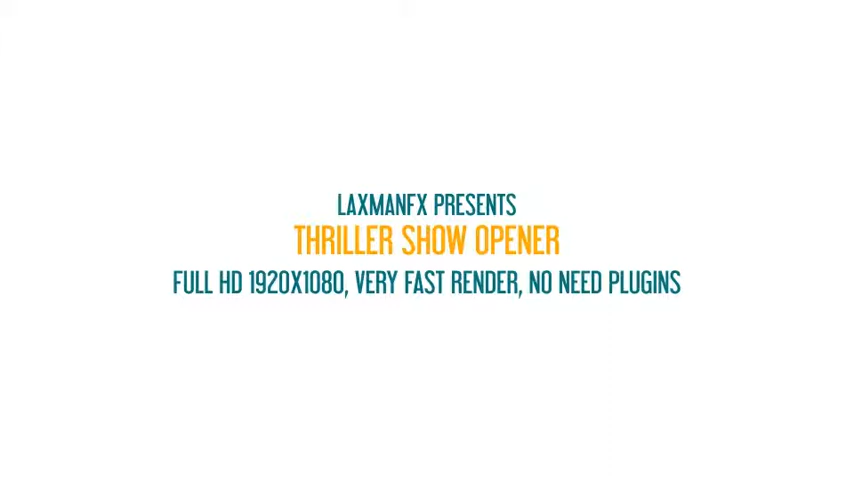 LAXMANFX PRESENTS
THRILLER SHOW OPENER
FULL HD 1920X1080, VERY FAST RENDER, NO NEED PLUGINS